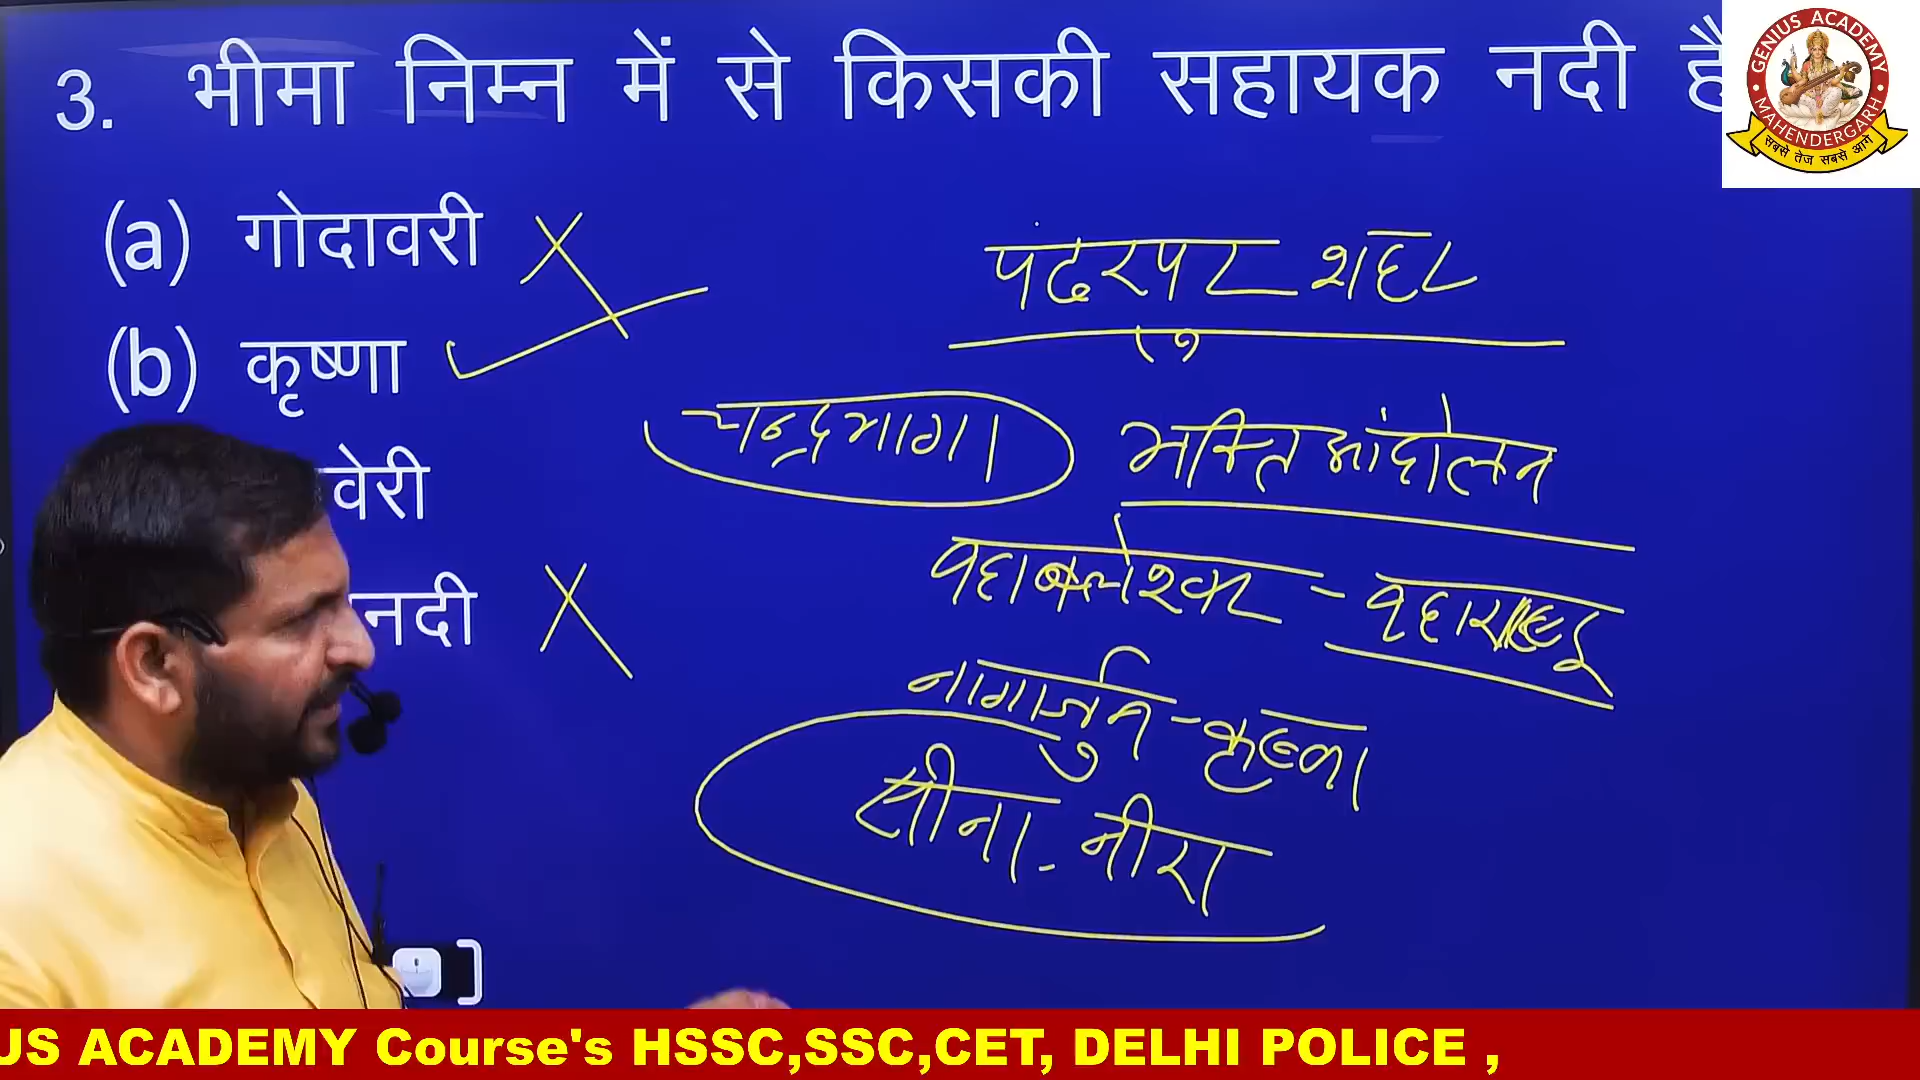 3. भीमा निम्न में से किसकी सहायक नदी है
(a) गोदावरी
(b) कृष्णा
वेरी
नदी
]
पंढरपुर शहर
चन्द्रभागा
भक्ति आंदोलन
महाबलेश्वर - महाराष्ट्र
नागार्जुन - कृष्णा
सीना - नीरा
GENIUS ACADEMY
• MAHENDERGARH •
सबसे तेज सबसे आगे
US ACADEMY Course's HSSC,SSC,CET, DELHI POLICE ,